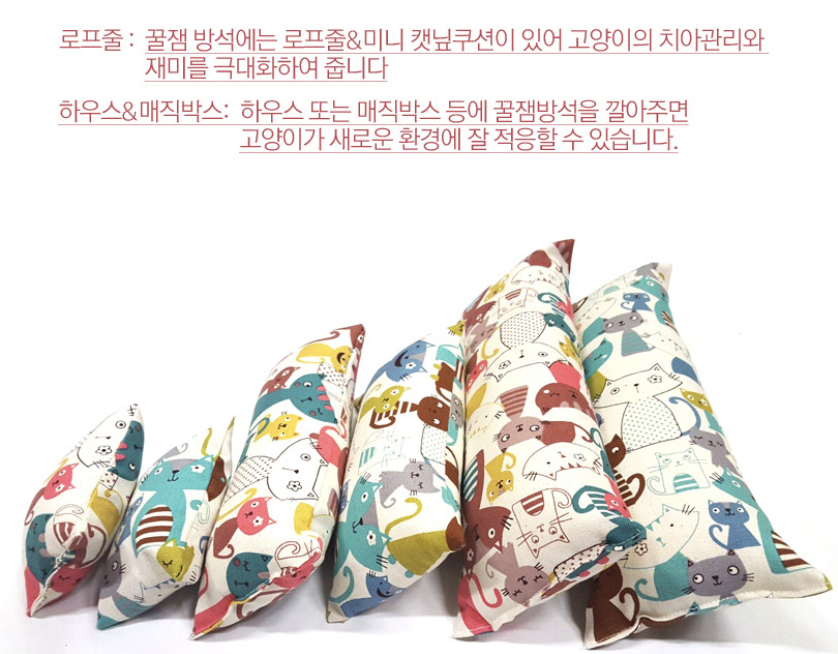 로프줄 : 꿀잼 방석에는 로프줄&미니 캣닢쿠션이 있어 고양이의 치아관리와
재미를 극대화하여 줍니다
하우스&매직박스: 하우스 또는 매직박스 등에 꿀잼방석을 깔아주면
고양이가 새로운 환경에 잘 적응할 수 있습니다.